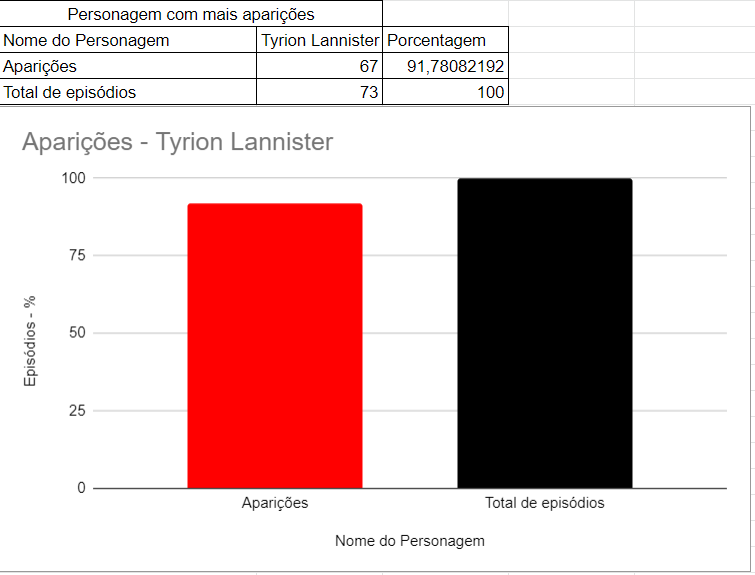 Personagem com mais aparições
Nome do Personagem Tyrion Lannister Porcentagem
Aparições 67 91,78082192
Total de episódios 73 100
Aparições - Tyrion Lannister
100
75
50
25
0
Episódios - %
Aparições Total de episódios
Nome do Personagem